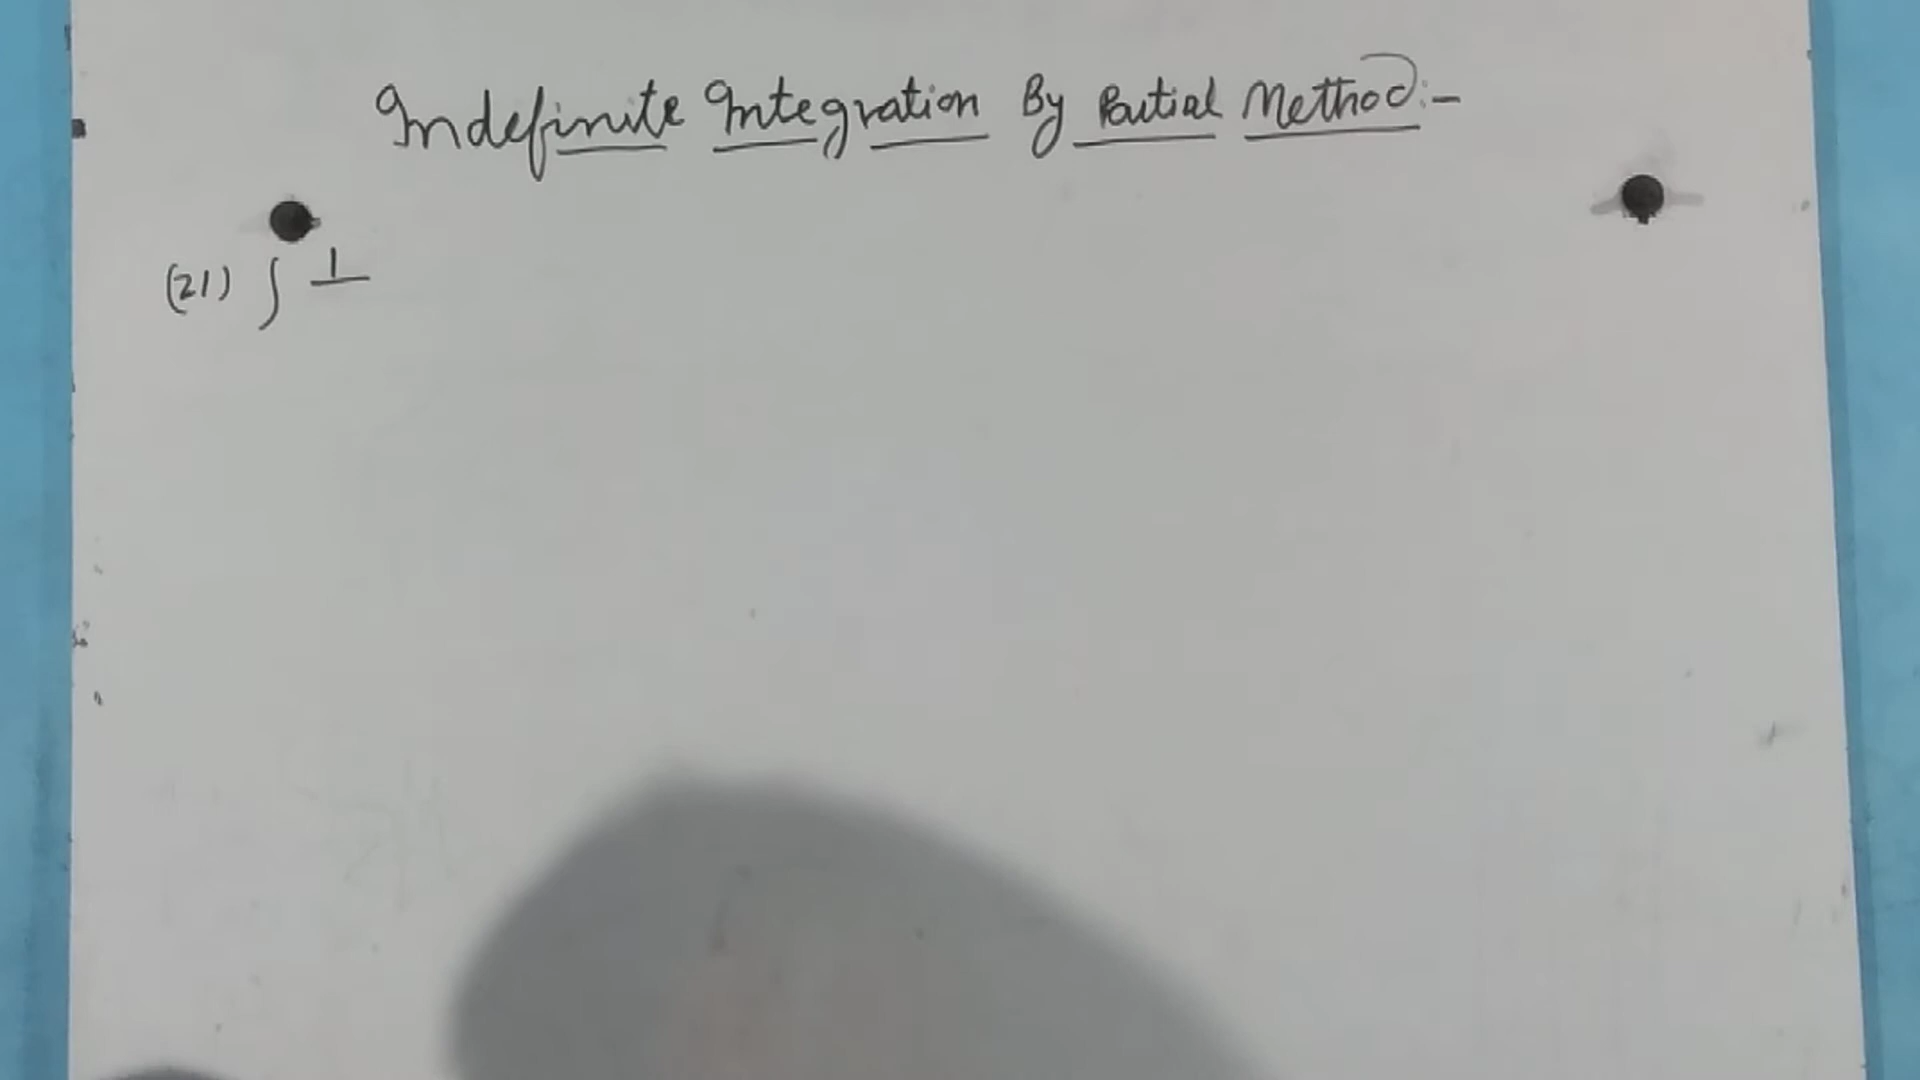 Indefinite Integration By Partial Method:-
(21) ∫ 1